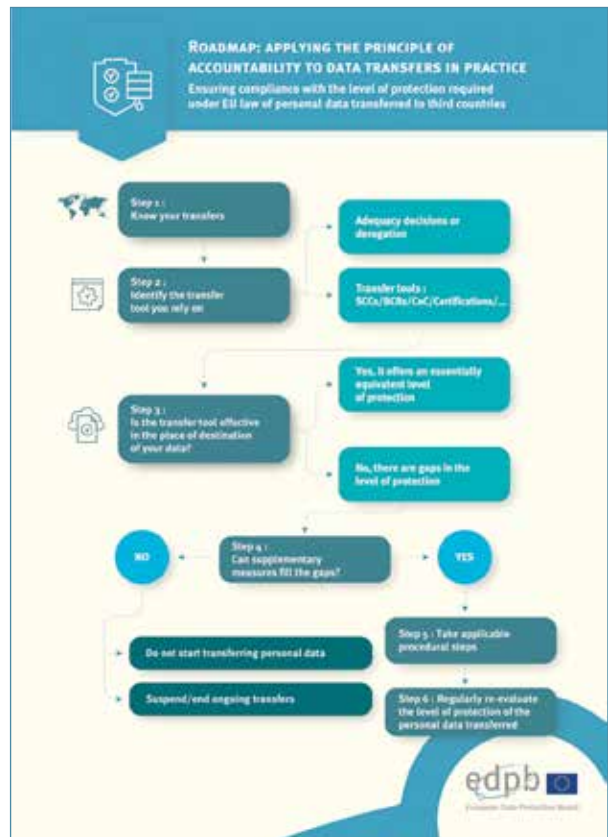 ROADMAP: APPLYING THE PRINCIPLE OF
ACCOUNTABILITY TO DATA TRANSFERS IN PRACTICE
Ensuring compliance with the level of protection required
under EU law of personal data transferred to third countries
Step 1 :
Know your transfers
Adequacy decisions or
derogation
Step 2 :
Identify the transfer
tool you rely on
Transfer tools :
SCCs/BCRs/CoC/Certifications/...
Yes, it offers an essentially
equivalent level
of protection
Step 3 :
Is the transfer tool effective
in the place of destination
of your data?
No, there are gaps in the
level of protection
NO
Step 4 :
Can supplementary
measures fill the gaps?
YES
Step 5 : Take applicable
procedural steps
Do not start transferring personal data
Suspend/end ongoing transfers
Step 6 : Regularly re-evaluate
the level of protection of the
personal data transferred
edpb
European Data Protection Board